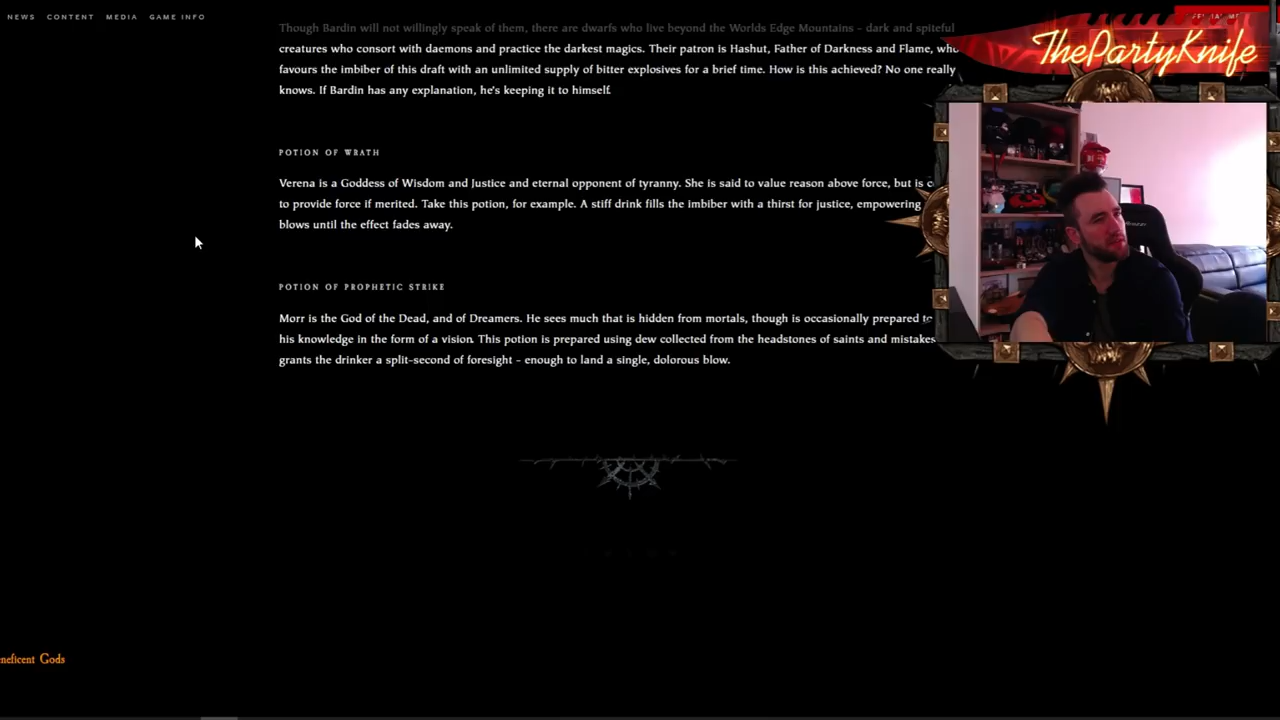 NEWS CONTENT MEDIA GAME INFO
Though Bardin will not willingly speak of them, there are dwarfs who live beyond the Worlds Edge Mountains – dark and spiteful
creatures who consort with daemons and practice the darkest magics. Their patron is Hashut, Father of Darkness and Flame, who
favours the imbiber of this draft with an unlimited supply of bitter explosives for a brief time. How is this achieved? No one really
knows. If Bardin has any explanation, he's keeping it to himself.
ThePartyKnife
POTION OF WRATH
Verena is a Goddess of Wisdom and Justice and eternal opponent of tyranny. She is said to value reason above force, but is
to provide force if merited. Take this potion, for example. A stiff drink fills the imbiber with a thirst for justice, empowering
blows until the effect fades away.
POTION OF PROPHETIC STRIKE
Morr is the God of the Dead, and of Dreamers. He sees much that is hidden from mortals, though is occasionally prepared to
his knowledge in the form of a vision. This potion is prepared using dew collected from the headstones of saints and mistakes
grants the drinker a split-second of foresight – enough to land a single, dolorous blow.
neficent Gods